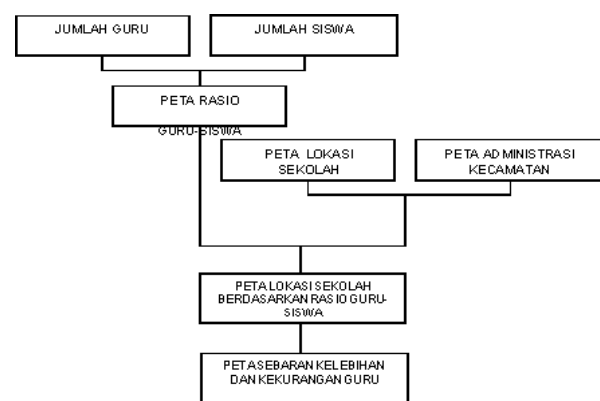 JUMLAH GURU
JUMLAH SISWA
PETA RASIO
GURU-SISWA
PETA LOKASI
SEKOLAH
PETA ADMINISTRASI
KECAMATAN
PETA LOKASI SEKOLAH
BERDASARKAN RASIO GURU-
SISWA
PETA SEBARAN KELEBIHAN
DAN KEKURANGAN GURU